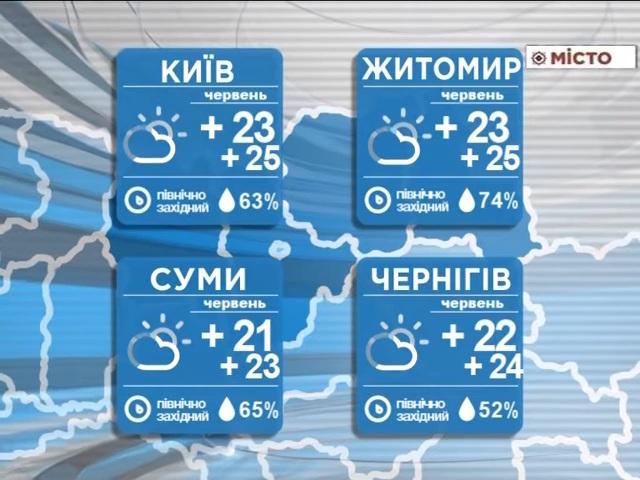 МІСТО
КИЇВ
червень
+ 23
+ 25
північно
західний
63%
ЖИТОМИР
червень
+ 23
+ 25
північно
західний
74%
СУМИ
червень
+ 21
+ 23
північно
західний
65%
ЧЕРНІГІВ
червень
+ 22
+ 24
північно
західний
52%